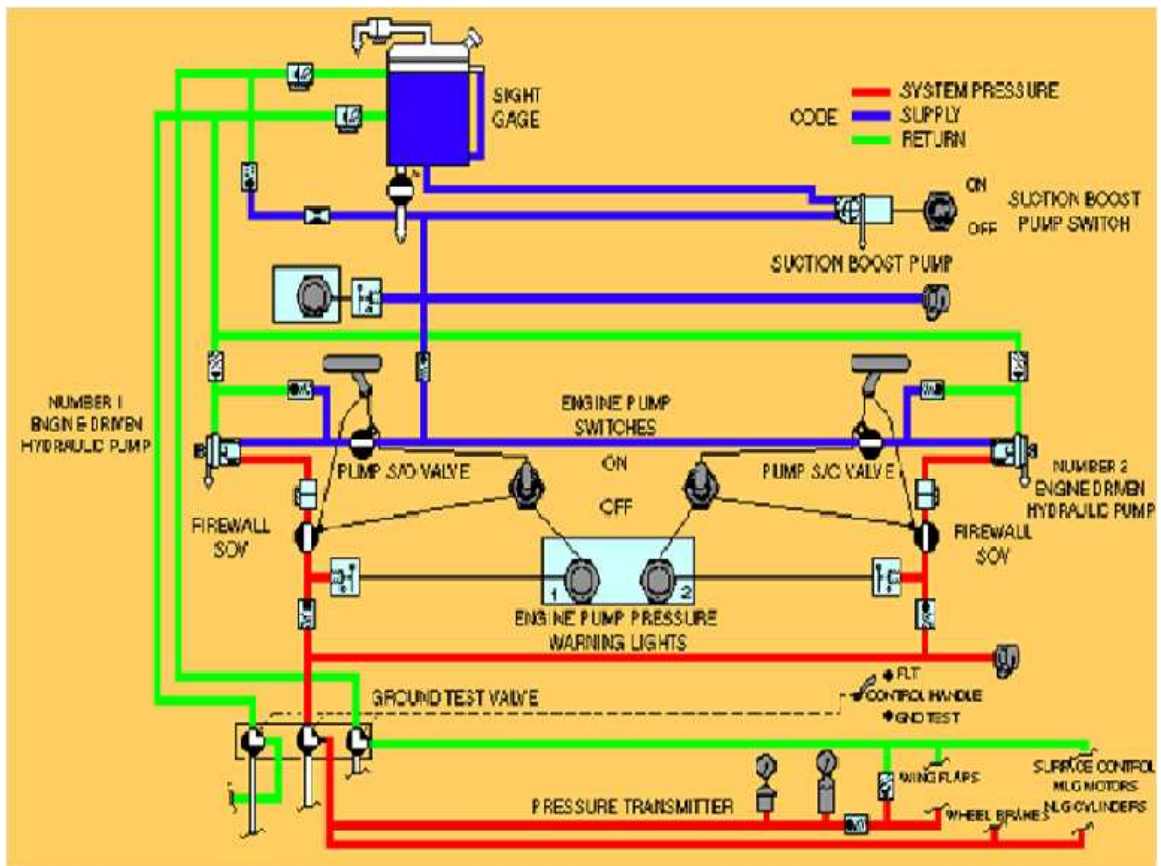 SIGHT
GAGE
CODE
SYSTEM PRESSURE
SUPPLY
RETURN
ON
OFF
SUCTION BOOST
PUMP SWITCH
SUCTION BOOST PUMP
NUMBER 1
ENGINE DRIVEN
HYDRAULIC PUMP
ENGINE PUMP
SWITCHES
ON
OFF
PUMP S/O VALVE
PUMP S/O VALVE
NUMBER 2
ENGINE DRIVEN
HYDRAULIC PUMP
FIREWALL
SOV
FIREWALL
SOV
1
2
ENGINE PUMP PRESSURE
WARNING LIGHTS
GROUND TEST VALVE
FLT
CONTROL HANDLE
GND TEST
WING FLAPS
SURFACE CONTROL
MLG MOTORS
NLG CYLINDERS
PRESSURE TRANSMITTER
WHEEL BRAKES